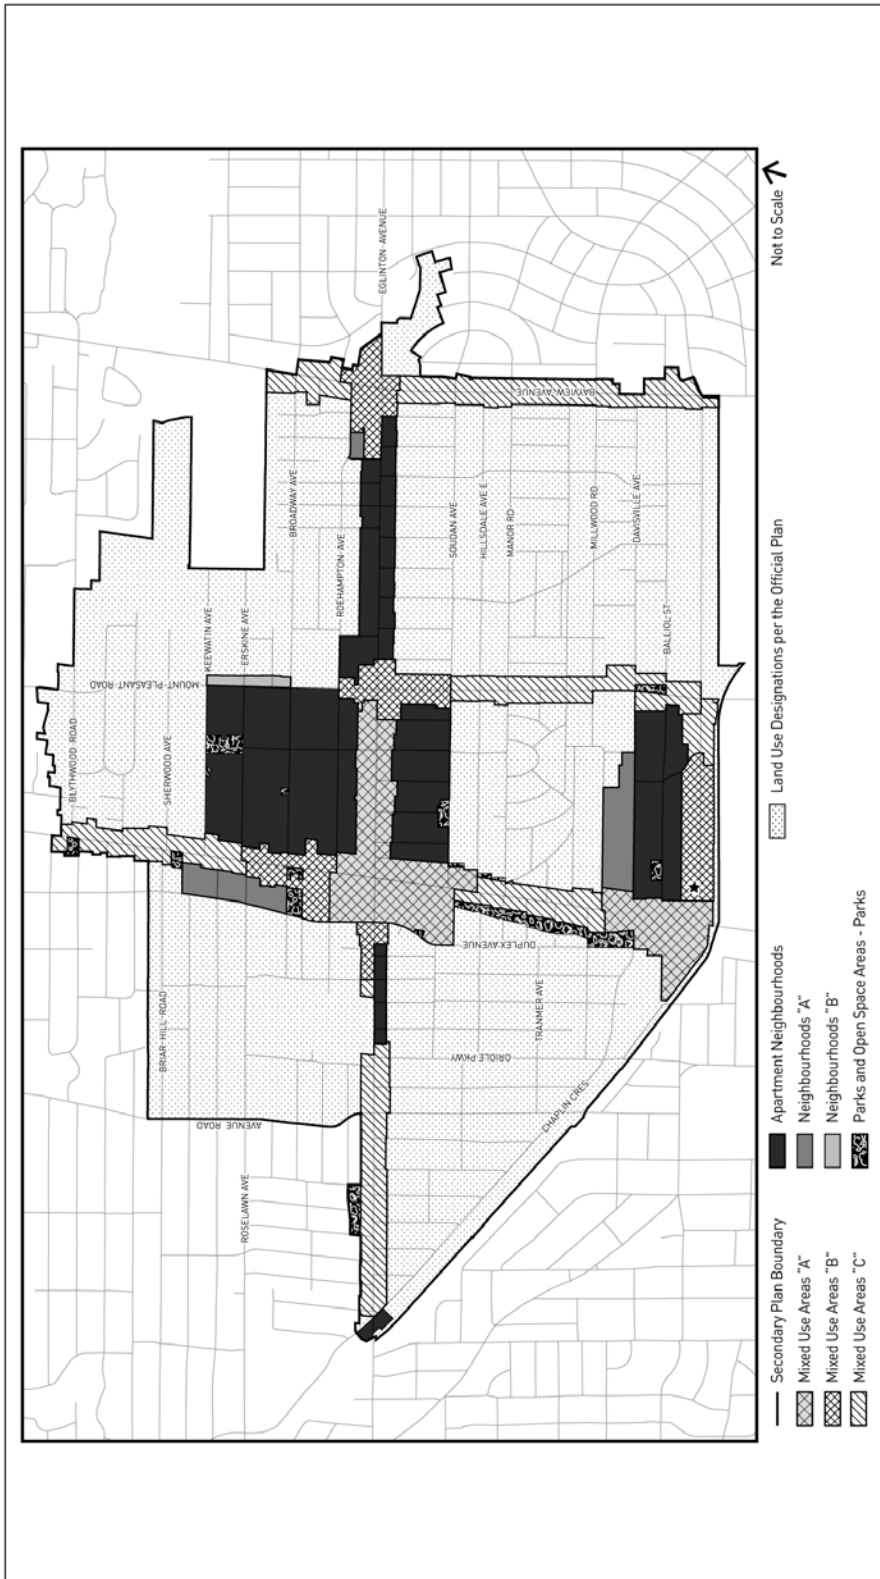 EGLINTON AVENUE
BAYVIEW AVENUE
BROADWAY AVE
ROEHAMPTON AVE
SOUDAN AVE
HILLSDALE AVE E
MANOR RD
MILLWOOD RD
DAVISVILLE AVE
BALLIOL ST
KEEWATIN AVE
ERSKINE AVE
MOUNT PLEASANT ROAD
BLYTHWOOD ROAD
SHERWOOD AVE
DUPLEX AVENUE
BRIAR HILL ROAD
TRANMER AVE
ORIOLE PKWY
CHAPLIN CRES
AVENUE ROAD
ROSELAWN AVE
Secondary Plan Boundary
Mixed Use Areas "A"
Mixed Use Areas "B"
Mixed Use Areas "C"
Apartment Neighbourhoods
Neighbourhoods "A"
Neighbourhoods "B"
Parks and Open Space Areas - Parks
Land Use Designations per the Official Plan
Not to Scale